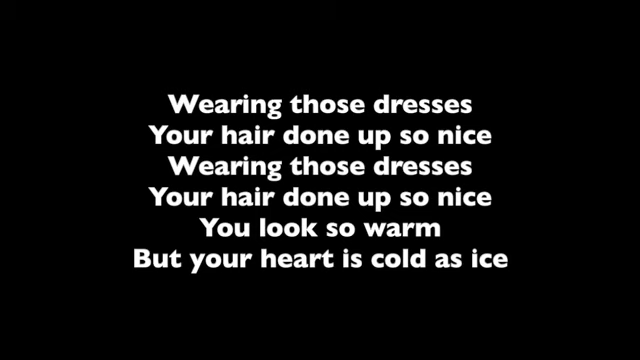 Wearing those dresses
Your hair done up so nice
Wearing those dresses
Your hair done up so nice
You look so warm
But your heart is cold as ice